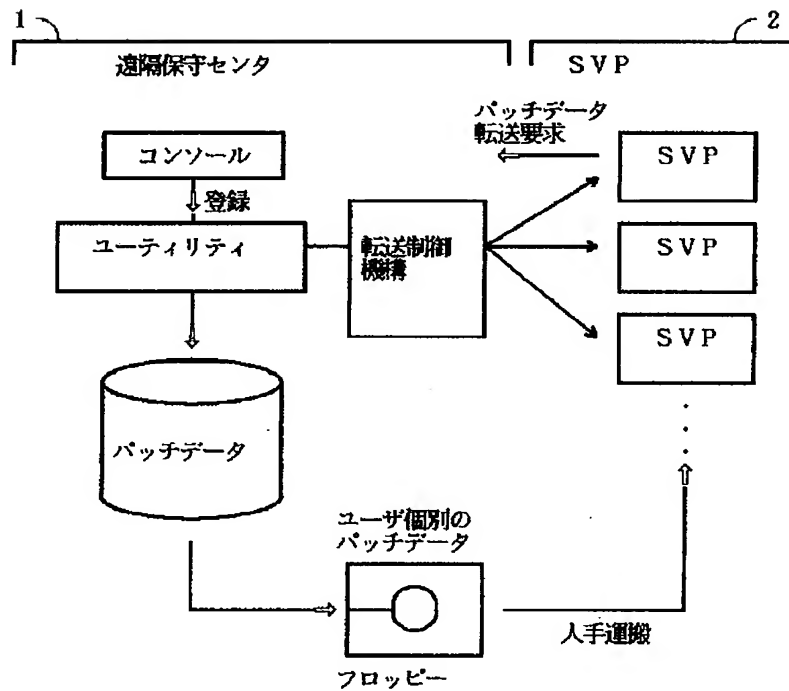 1
2
遠隔保守センタ
ＳＶＰ
パッチデータ
転送要求
コンソール
ＳＶＰ
登録
ユーティリティ
転送制御
機構
ＳＶＰ
ＳＶＰ
パッチデータ
ユーザ個別の
パッチデータ
人手運搬
フロッピー